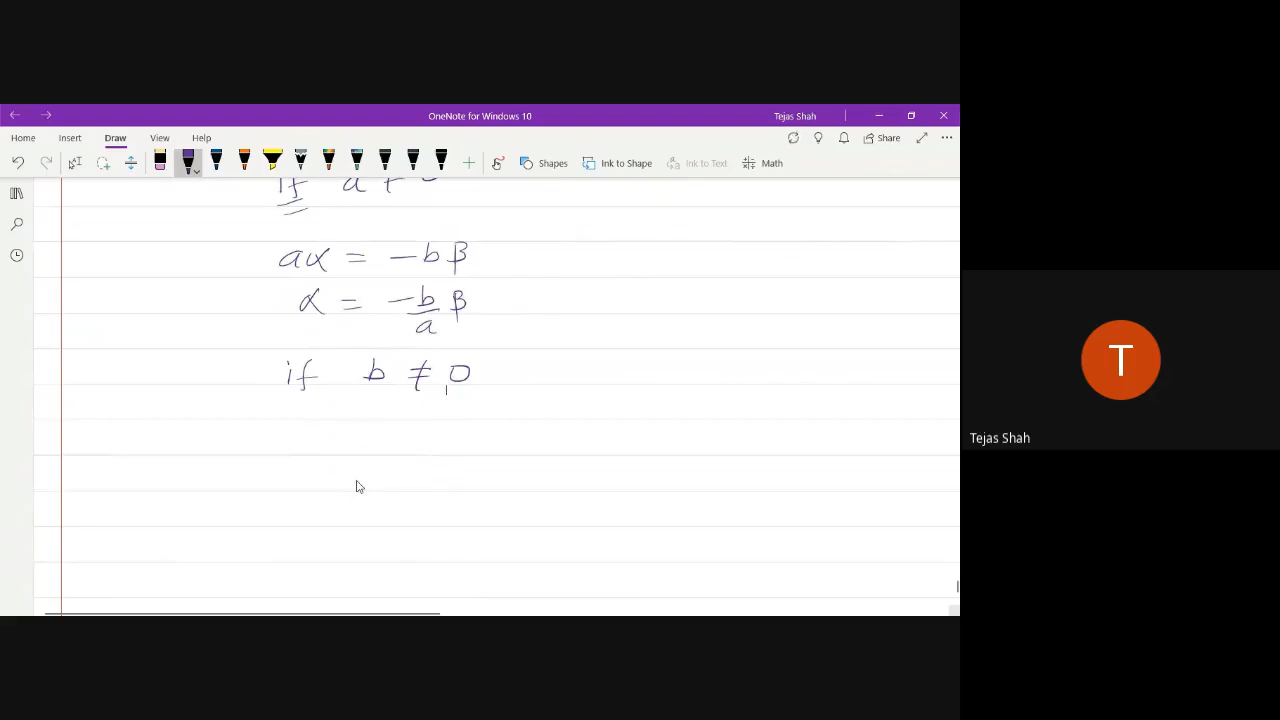 OneNote for Windows 10
Tejas Shah
Home Insert Draw View Help
Share
Shapes Ink to Shape Ink to Text Math
if a
aα = -bβ
α = -b/a β
if b ≠ 0
T
Tejas Shah